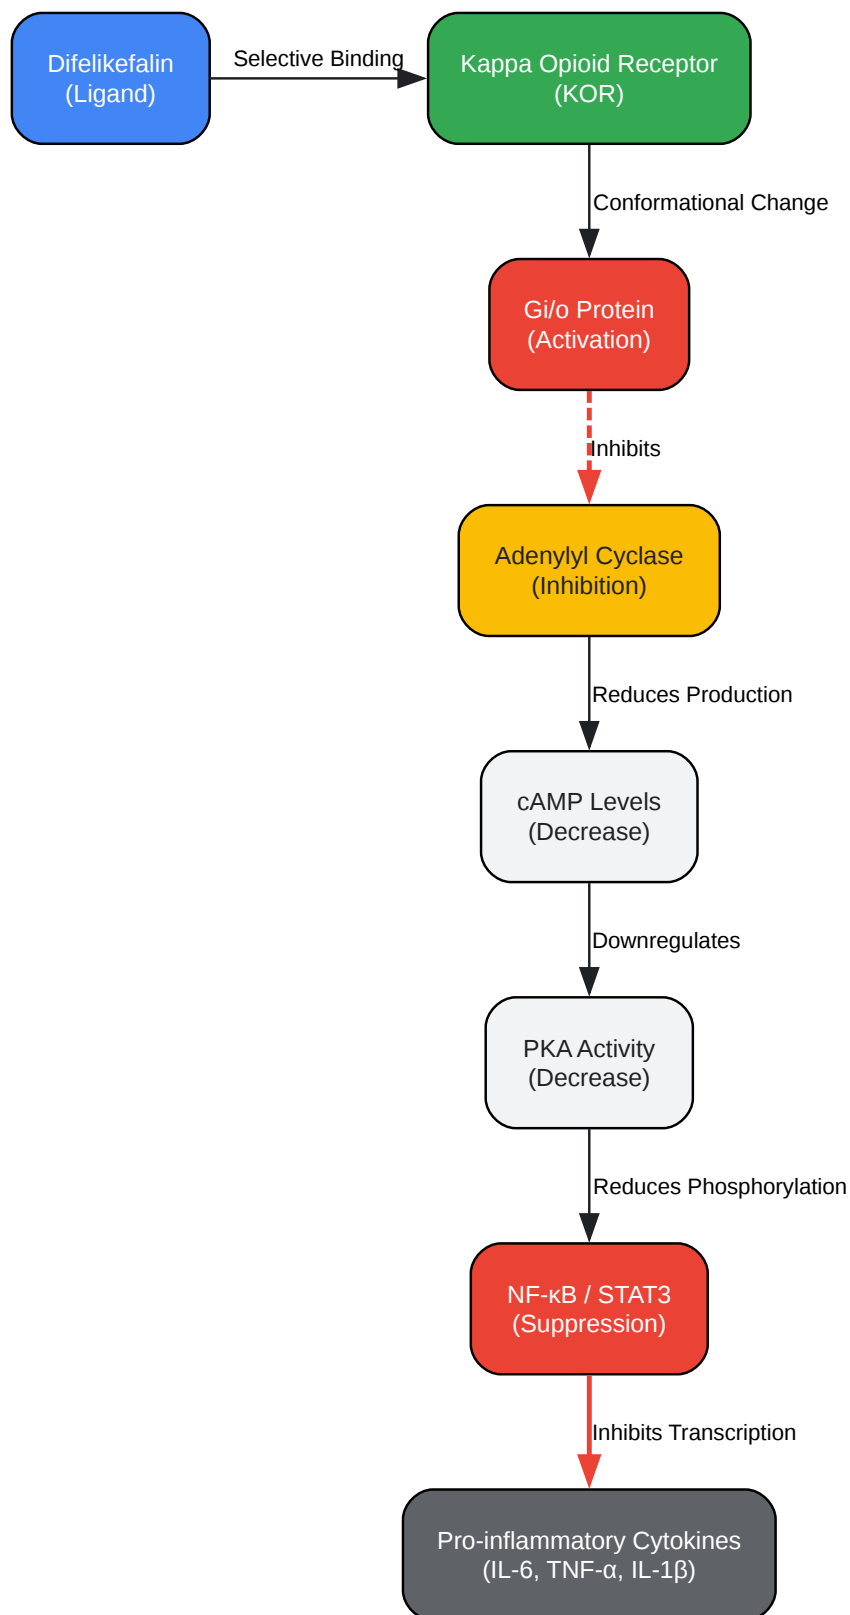 Difelikefalin
(Ligand)
Selective Binding
Kappa Opioid Receptor
(KOR)
Conformational Change
Gi/o Protein
(Activation)
Inhibits
Adenylyl Cyclase
(Inhibition)
Reduces Production
cAMP Levels
(Decrease)
Downregulates
PKA Activity
(Decrease)
Reduces Phosphorylation
NF-κB / STAT3
(Suppression)
Inhibits Transcription
Pro-inflammatory Cytokines
(IL-6, TNF-α, IL-1β)